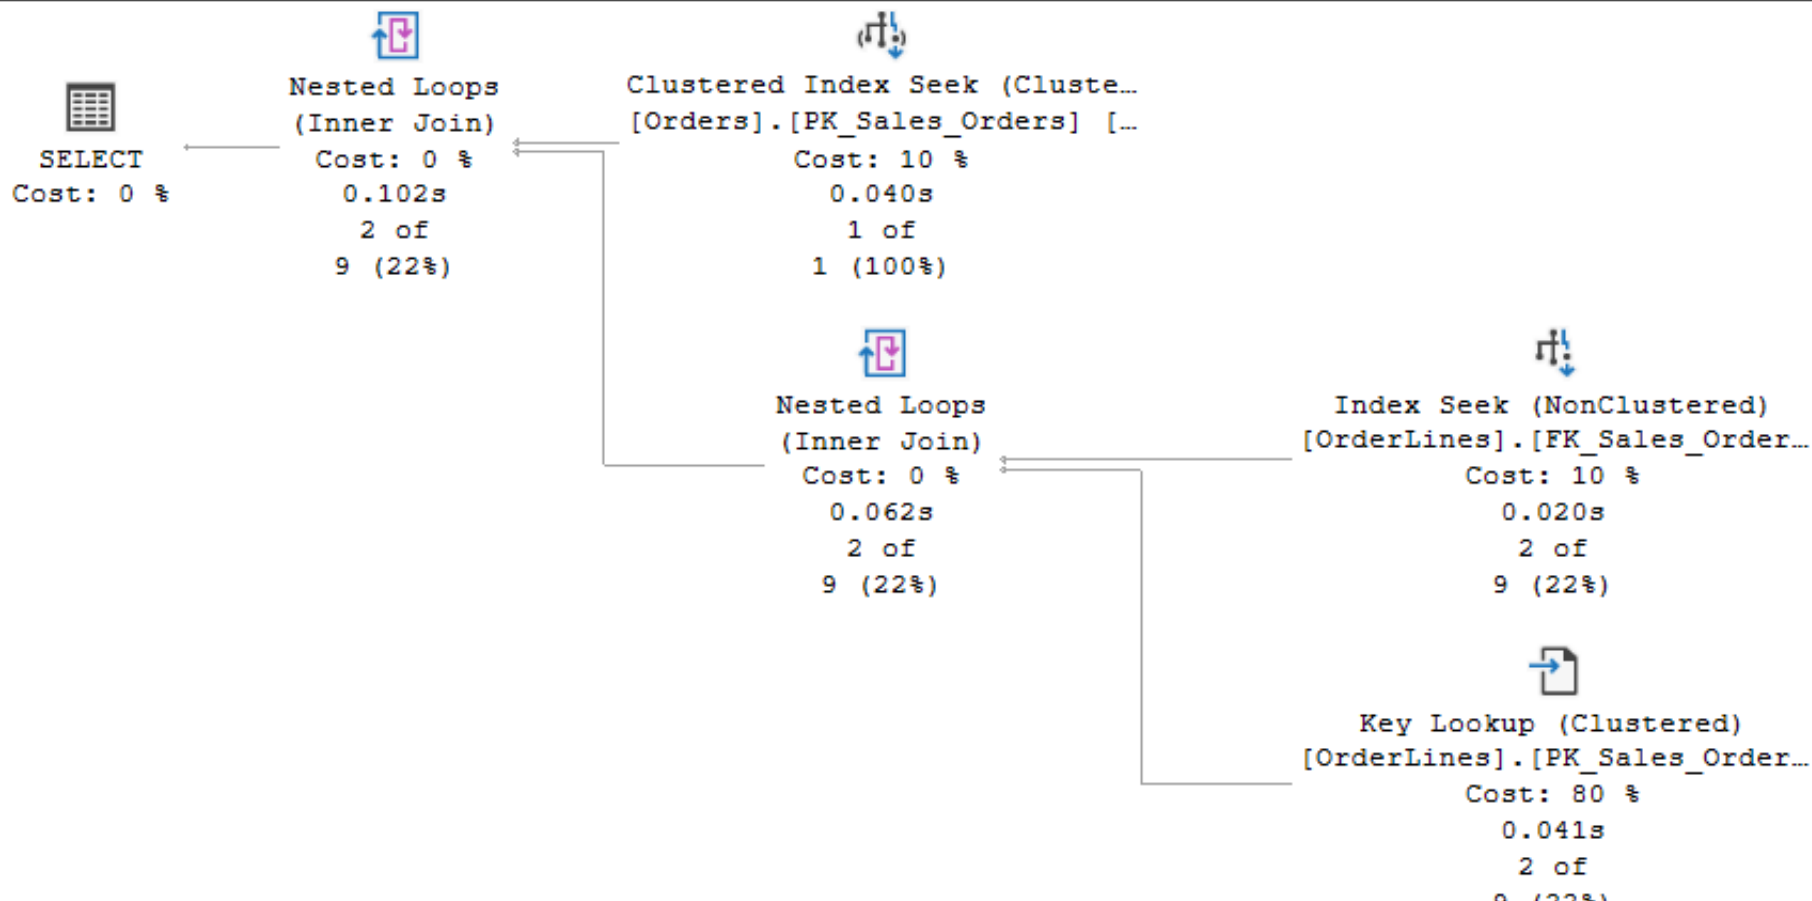 SELECT
Cost: 0 %
Nested Loops
(Inner Join)
Cost: 0 %
0.102s
2 of
9 (22%)
Clustered Index Seek (Cluste…
[Orders].[PK_Sales_Orders] […
Cost: 10 %
0.040s
1 of
1 (100%)
Nested Loops
(Inner Join)
Cost: 0 %
0.062s
2 of
9 (22%)
Index Seek (NonClustered)
[OrderLines].[FK_Sales_Order…
Cost: 10 %
0.020s
2 of
9 (22%)
Key Lookup (Clustered)
[OrderLines].[PK_Sales_Order…
Cost: 80 %
0.041s
2 of
9 (22%)